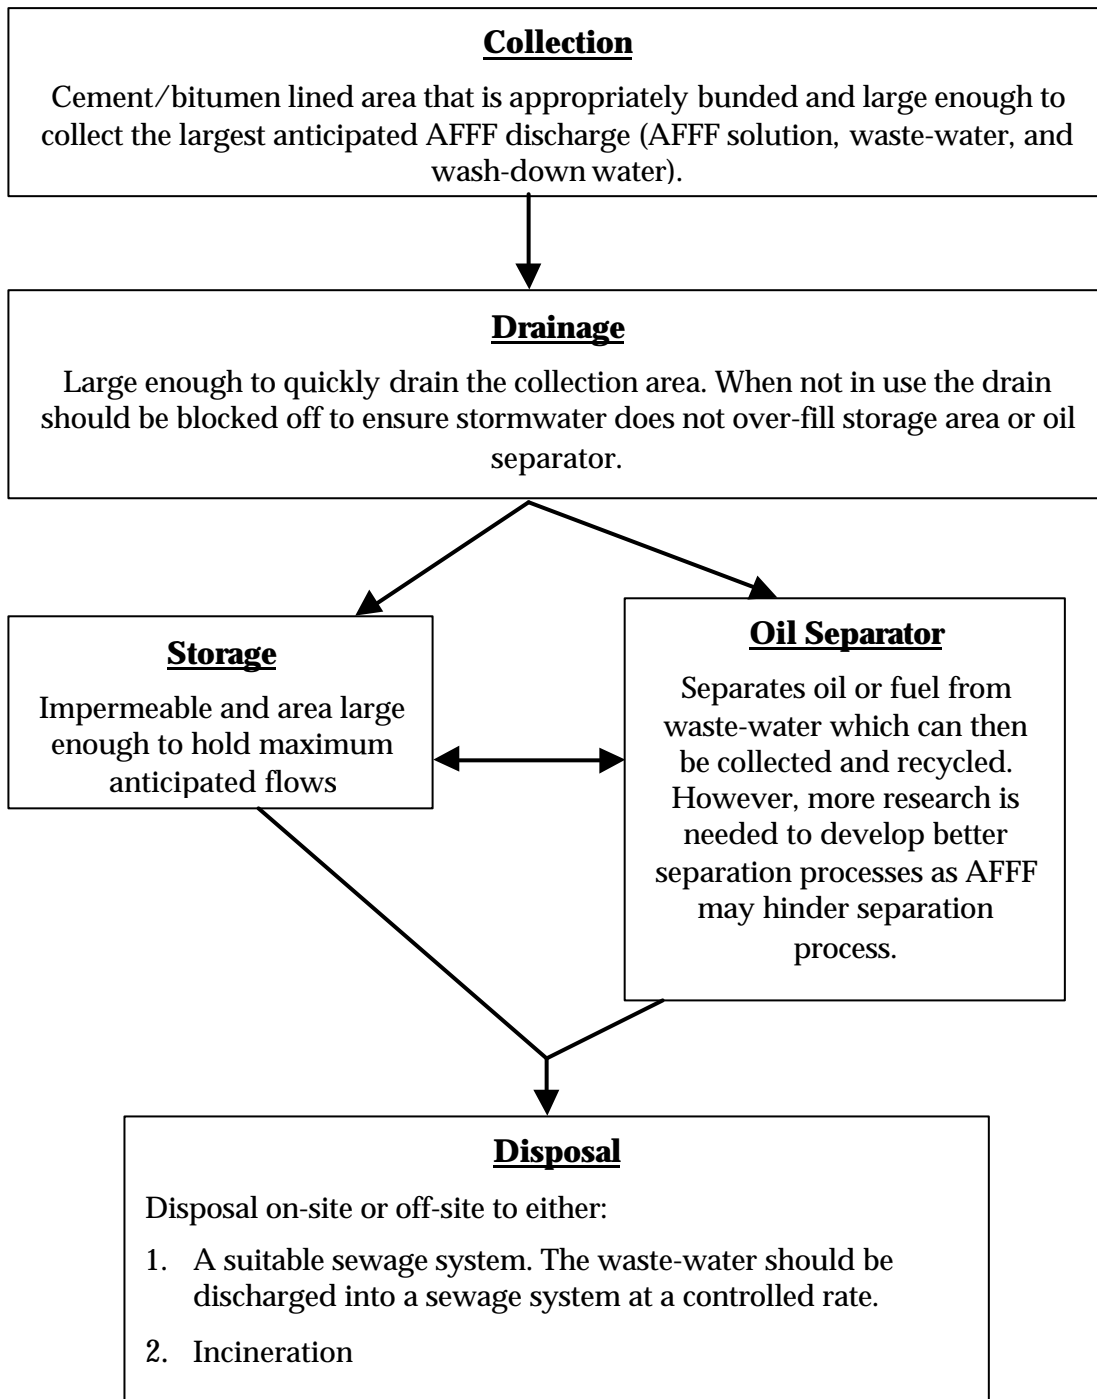 Collection
Cement/bitumen lined area that is appropriately bunded and large enough to
collect the largest anticipated AFFF discharge (AFFF solution, waste-water, and
wash-down water).
Drainage
Large enough to quickly drain the collection area. When not in use the drain
should be blocked off to ensure stormwater does not over-fill storage area or oil
separator.
Storage
Impermeable and area large
enough to hold maximum
anticipated flows
Oil Separator
Separates oil or fuel from
waste-water which can then
be collected and recycled.
However, more research is
needed to develop better
separation processes as AFFF
may hinder separation
process.
Disposal
Disposal on-site or off-site to either:
1. A suitable sewage system. The waste-water should be
discharged into a sewage system at a controlled rate.
2. Incineration